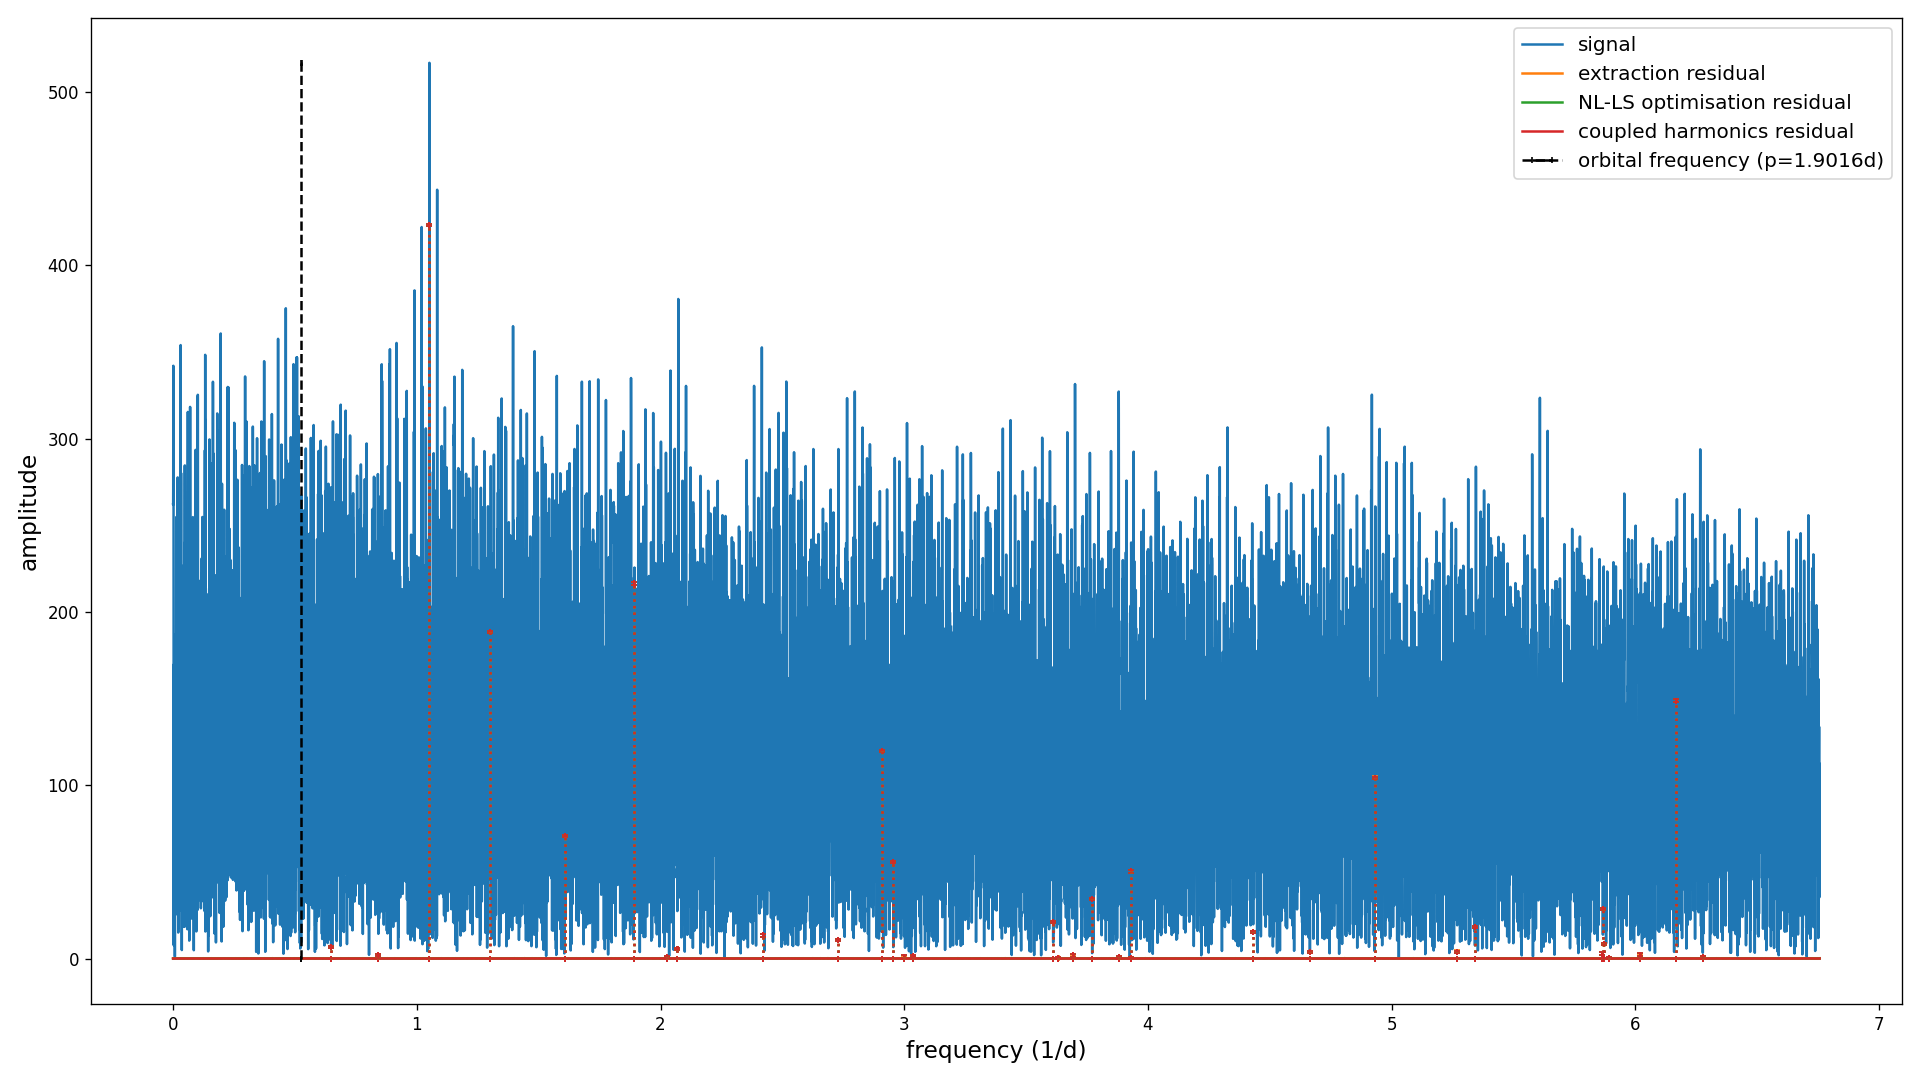 signal
extraction residual
NL-LS optimisation residual
coupled harmonics residual
orbital frequency (p=1.9016d)
amplitude
500
400
300
200
100
0
0 1 2 3 4 5 6 7
frequency (1/d)